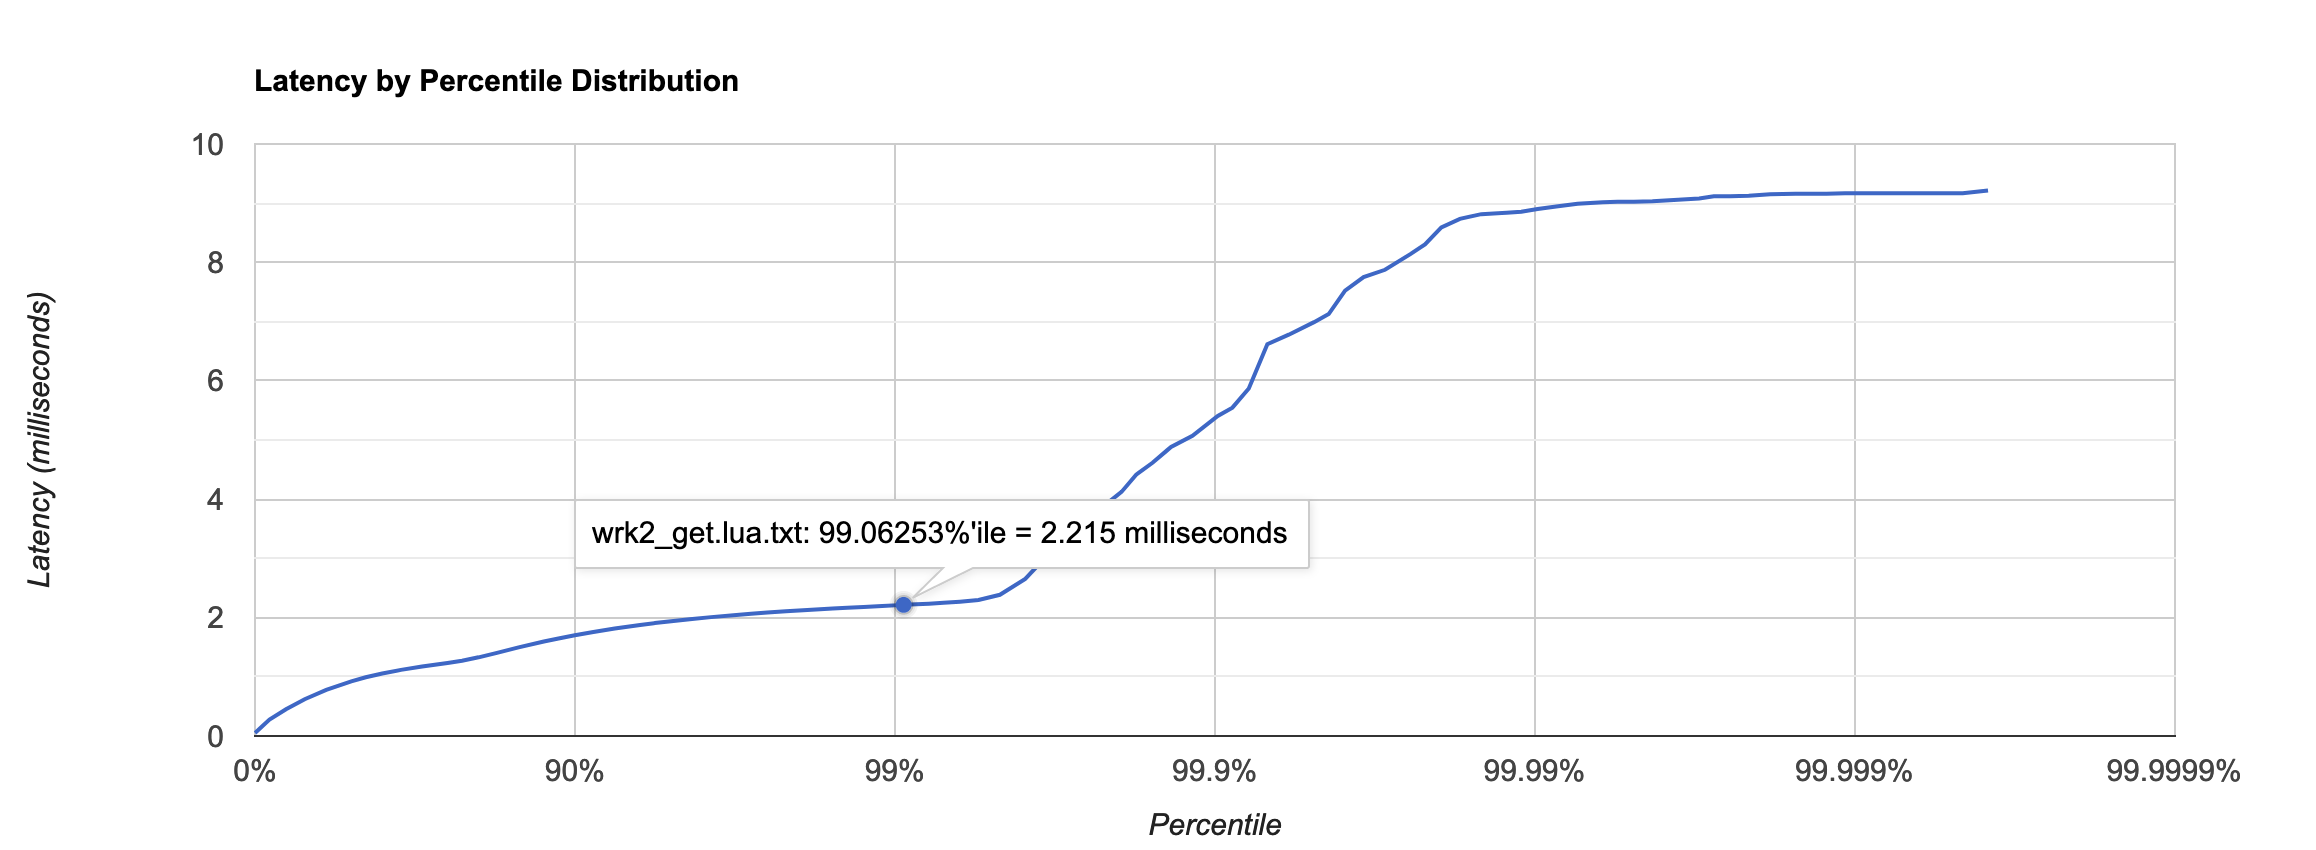 Latency by Percentile Distribution
10
8
6
4
2
0
Latency (milliseconds)
wrk2_get.lua.txt: 99.06253%'ile = 2.215 milliseconds
0% 90% 99% 99.9% 99.99% 99.999% 99.9999%
Percentile